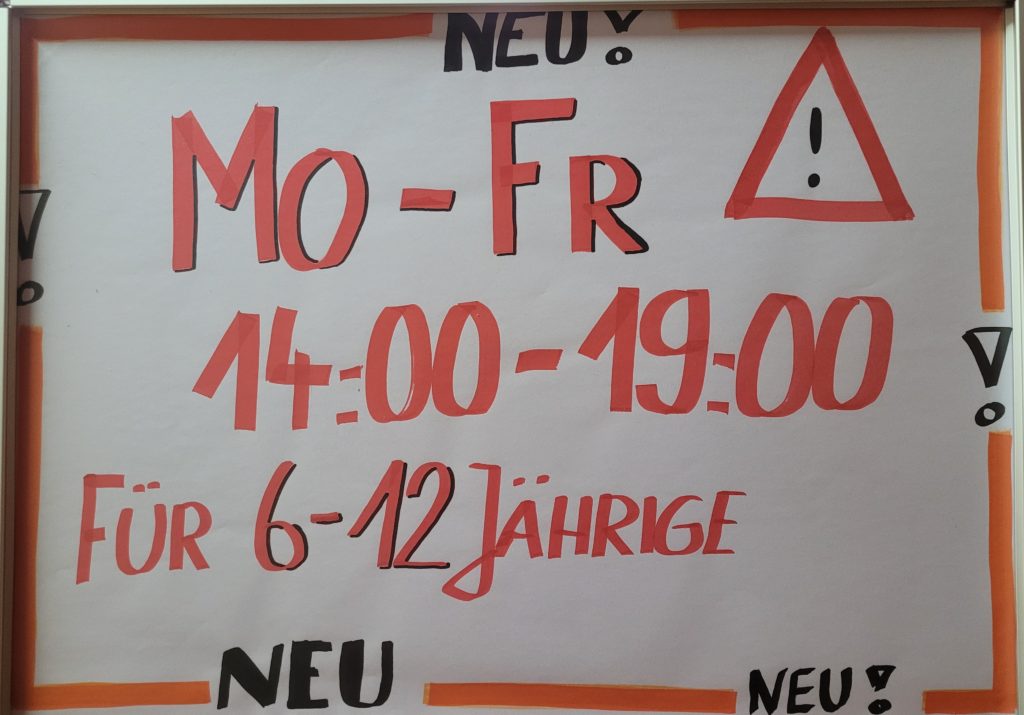 NEU!
MO - FR
!
!
14:00 - 19:00
!
FÜR 6-12 JÄHRIGE
NEU
NEU!